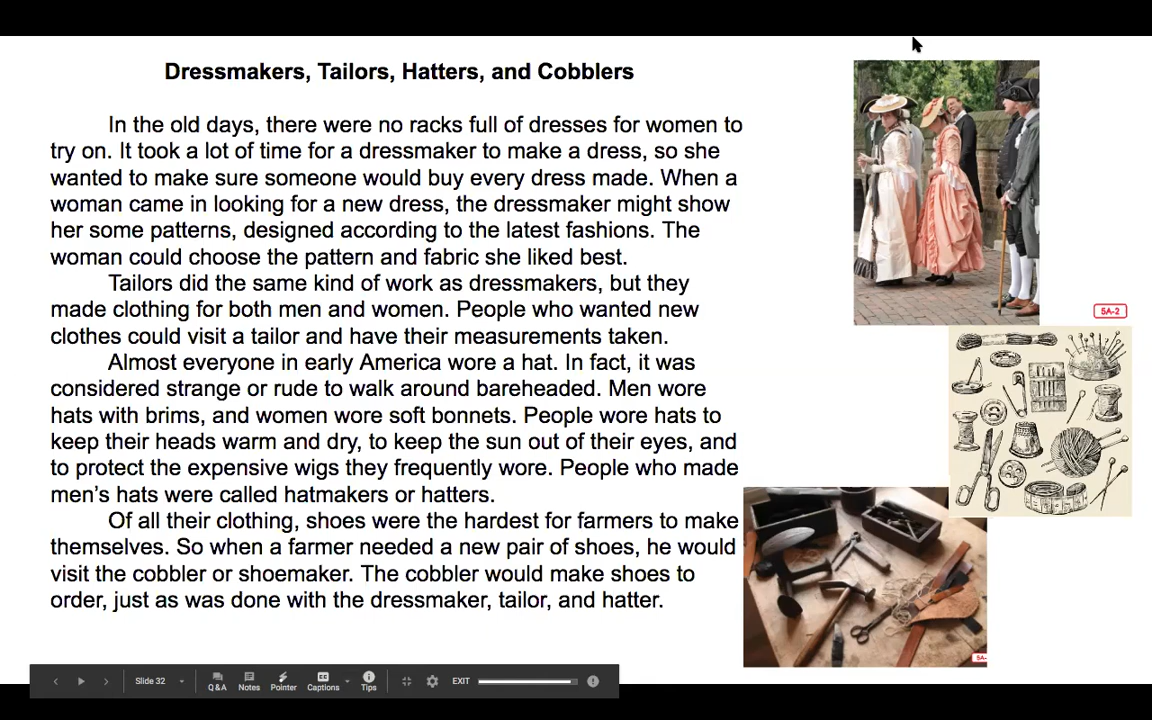 Dressmakers, Tailors, Hatters, and Cobblers
In the old days, there were no racks full of dresses for women to
try on. It took a lot of time for a dressmaker to make a dress, so she
wanted to make sure someone would buy every dress made. When a
woman came in looking for a new dress, the dressmaker might show
her some patterns, designed according to the latest fashions. The
woman could choose the pattern and fabric she liked best.
Tailors did the same kind of work as dressmakers, but they
made clothing for both men and women. People who wanted new
clothes could visit a tailor and have their measurements taken.
Almost everyone in early America wore a hat. In fact, it was
considered strange or rude to walk around bareheaded. Men wore
hats with brims, and women wore soft bonnets. People wore hats to
keep their heads warm and dry, to keep the sun out of their eyes, and
to protect the expensive wigs they frequently wore. People who made
men’s hats were called hatmakers or hatters.
Of all their clothing, shoes were the hardest for farmers to make
themselves. So when a farmer needed a new pair of shoes, he would
visit the cobbler or shoemaker. The cobbler would make shoes to
order, just as was done with the dressmaker, tailor, and hatter.
5A-2
5A-
Slide 32
Q&A
Notes
Pointer
CC
Captions
Tips
EXIT